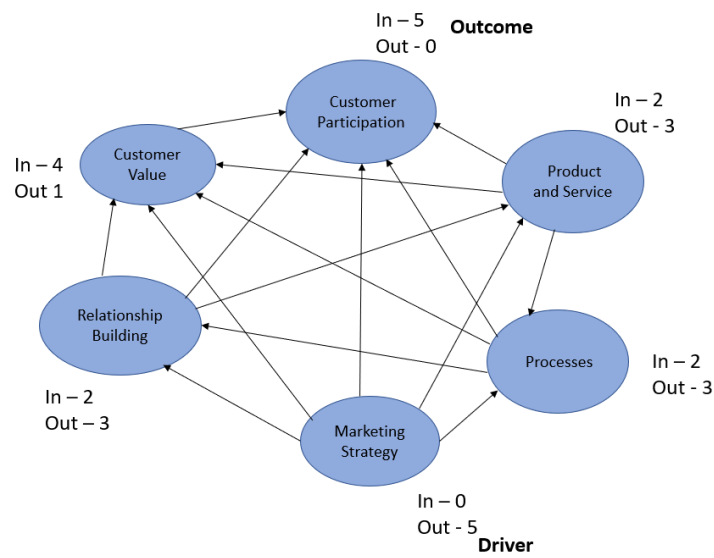 In – 5
Out - 0
Outcome
Customer
Participation
In – 2
Out - 3
Product
and Service
Customer
Value
In – 4
Out 1
Relationship
Building
In – 2
Out – 3
Processes
In – 2
Out - 3
Marketing
Strategy
In – 0
Out - 5
Driver